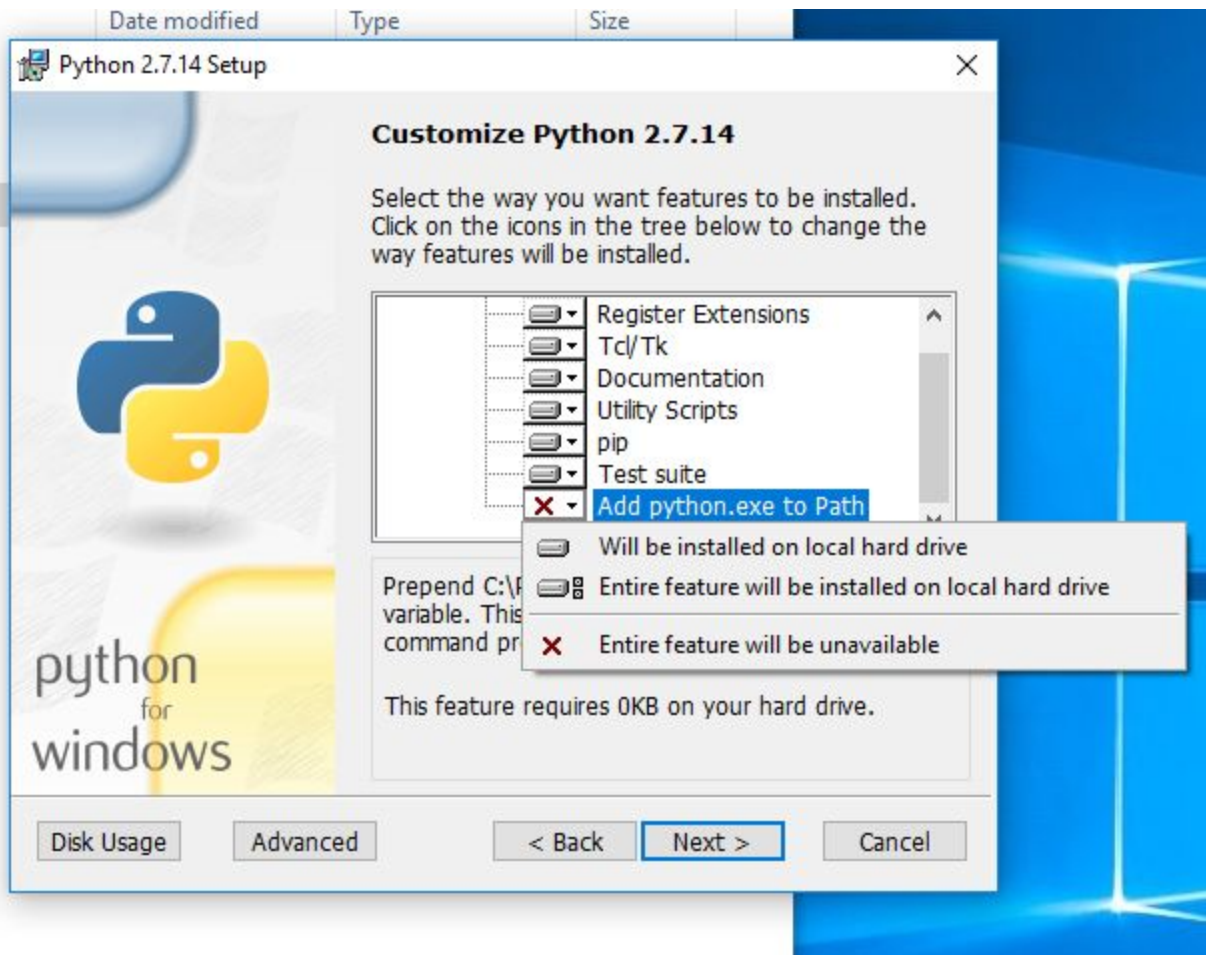 Date modified Type Size
Python 2.7.14 Setup
Customize Python 2.7.14
Select the way you want features to be installed.
Click on the icons in the tree below to change the
way features will be installed.
Register Extensions
Tcl/Tk
Documentation
Utility Scripts
pip
Test suite
Add python.exe to Path
Will be installed on local hard drive
Entire feature will be installed on local hard drive
Entire feature will be unavailable
Prepend C:\
variable. This
command
This feature requires 0KB on your hard drive.
python
for
windows
Disk Usage Advanced < Back Next > Cancel